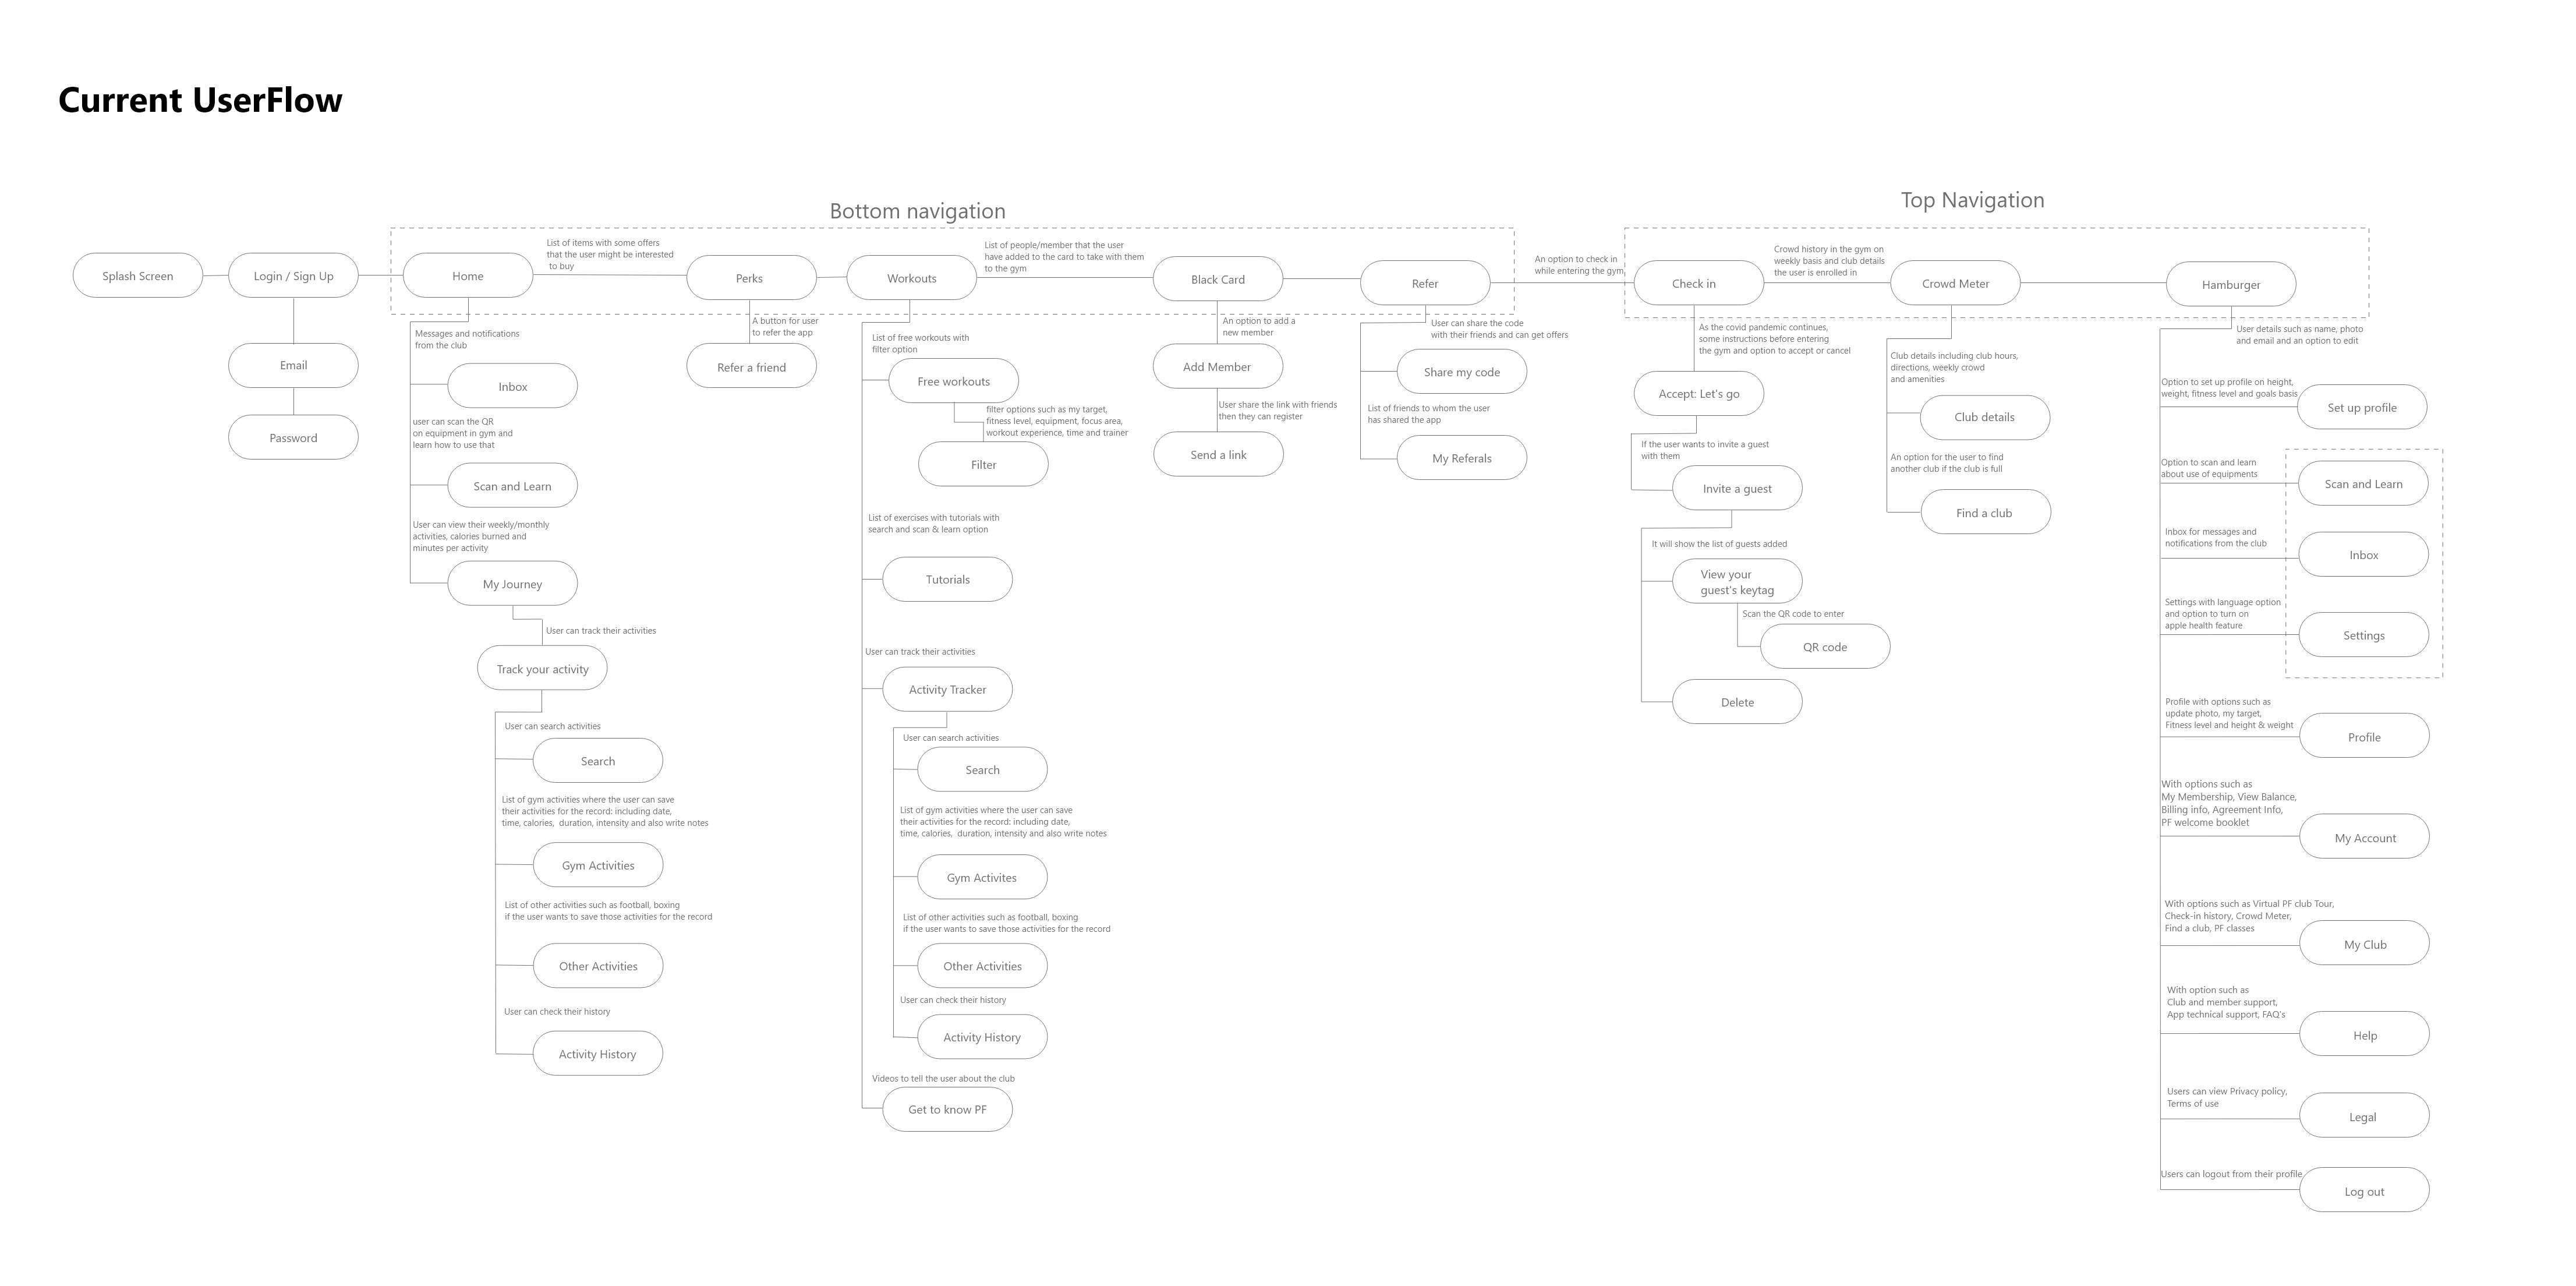 Current UserFlow
Bottom navigation
Top Navigation
Splash Screen
Login / Sign Up
Email
Password
Home
List of items with some offers
that the user might be interested
to buy
Perks
Workouts
List of people/member that the user
have added to the card to take with them
to the gym
Black Card
Refer
An option to check in
while entering the gym
Check in
Crowd history in the gym on
weekly basis and club details
the user is enrolled in
Crowd Meter
Hamburger
Messages and notifications
from the club
Inbox
user can scan the QR
on equipment in gym and
learn how to use that
Scan and Learn
User can view their weekly/monthly
activities, calories burned and
minutes per activity
My Journey
User can track their activities
Track your activity
User can search activities
Search
List of gym activities where the user can save
their activities for the record: including date,
time, calories,  duration, intensity and also write notes
Gym Activities
List of other activities such as football, boxing
if the user wants to save those activities for the record
Other Activities
User can check their history
Activity History
A button for user
to refer the app
Refer a friend
List of free workouts with
filter option
Free workouts
filter options such as my target,
fitness level, equipment, focus area,
workout experience, time and trainer
Filter
List of exercises with tutorials with
search and scan & learn option
Tutorials
User can track their activities
Activity Tracker
User can search activities
Search
List of gym activities where the user can save
their activities for the record: including date,
time, calories,  duration, intensity and also write notes
Gym Activites
List of other activities such as football, boxing
if the user wants to save those activities for the record
Other Activities
User can check their history
Activity History
Videos to tell the user about the club
Get to know PF
An option to add a
new member
Add Member
User share the link with friends
then they can register
Send a link
User can share the code
with their friends and can get offers
Share my code
List of friends to whom the user
has shared the app
My Referals
As the covid pandemic continues,
some instructions before entering
the gym and option to accept or cancel
Accept: Let's go
If the user wants to invite a guest
with them
Invite a guest
It will show the list of guests added
View your
guest's keytag
Scan the QR code to enter
QR code
Delete
Club details including club hours,
directions, weekly crowd
and amenities
Club details
An option for the user to find
another club if the club is full
Find a club
User details such as name, photo
and email and an option to edit
Option to set up profile on height,
weight, fitness level and goals basis
Set up profile
Option to scan and learn
about use of equipments
Scan and Learn
Inbox for messages and
notifications from the club
Inbox
Settings with language option
and option to turn on
apple health feature
Settings
Profile with options such as
update photo, my target,
Fitness level and height & weight
Profile
With options such as
My Membership, View Balance,
Billing info, Agreement Info,
PF welcome booklet
My Account
With options such as Virtual PF club Tour,
Check-in history, Crowd Meter,
Find a club, PF classes
My Club
With option such as
Club and member support,
App technical support, FAQ's
Help
Users can view Privacy policy,
Terms of use
Legal
Users can logout from their profile
Log out